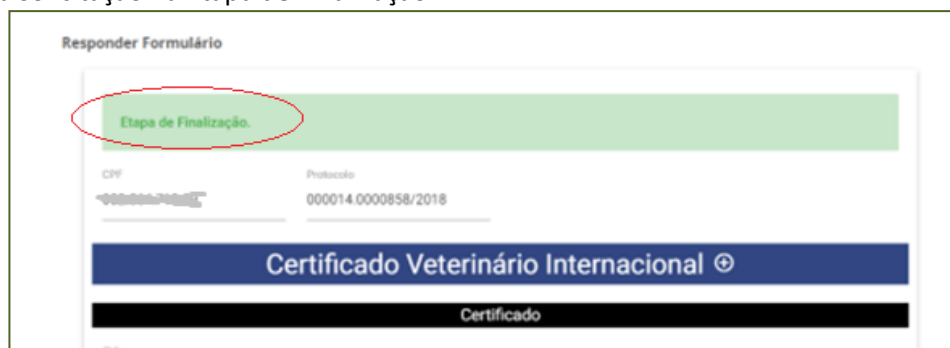 Responder Formulário
Etapa de Finalização.
CPF
Protocolo
000014.0000858/2018
Certificado Veterinário Internacional ⊕
Certificado